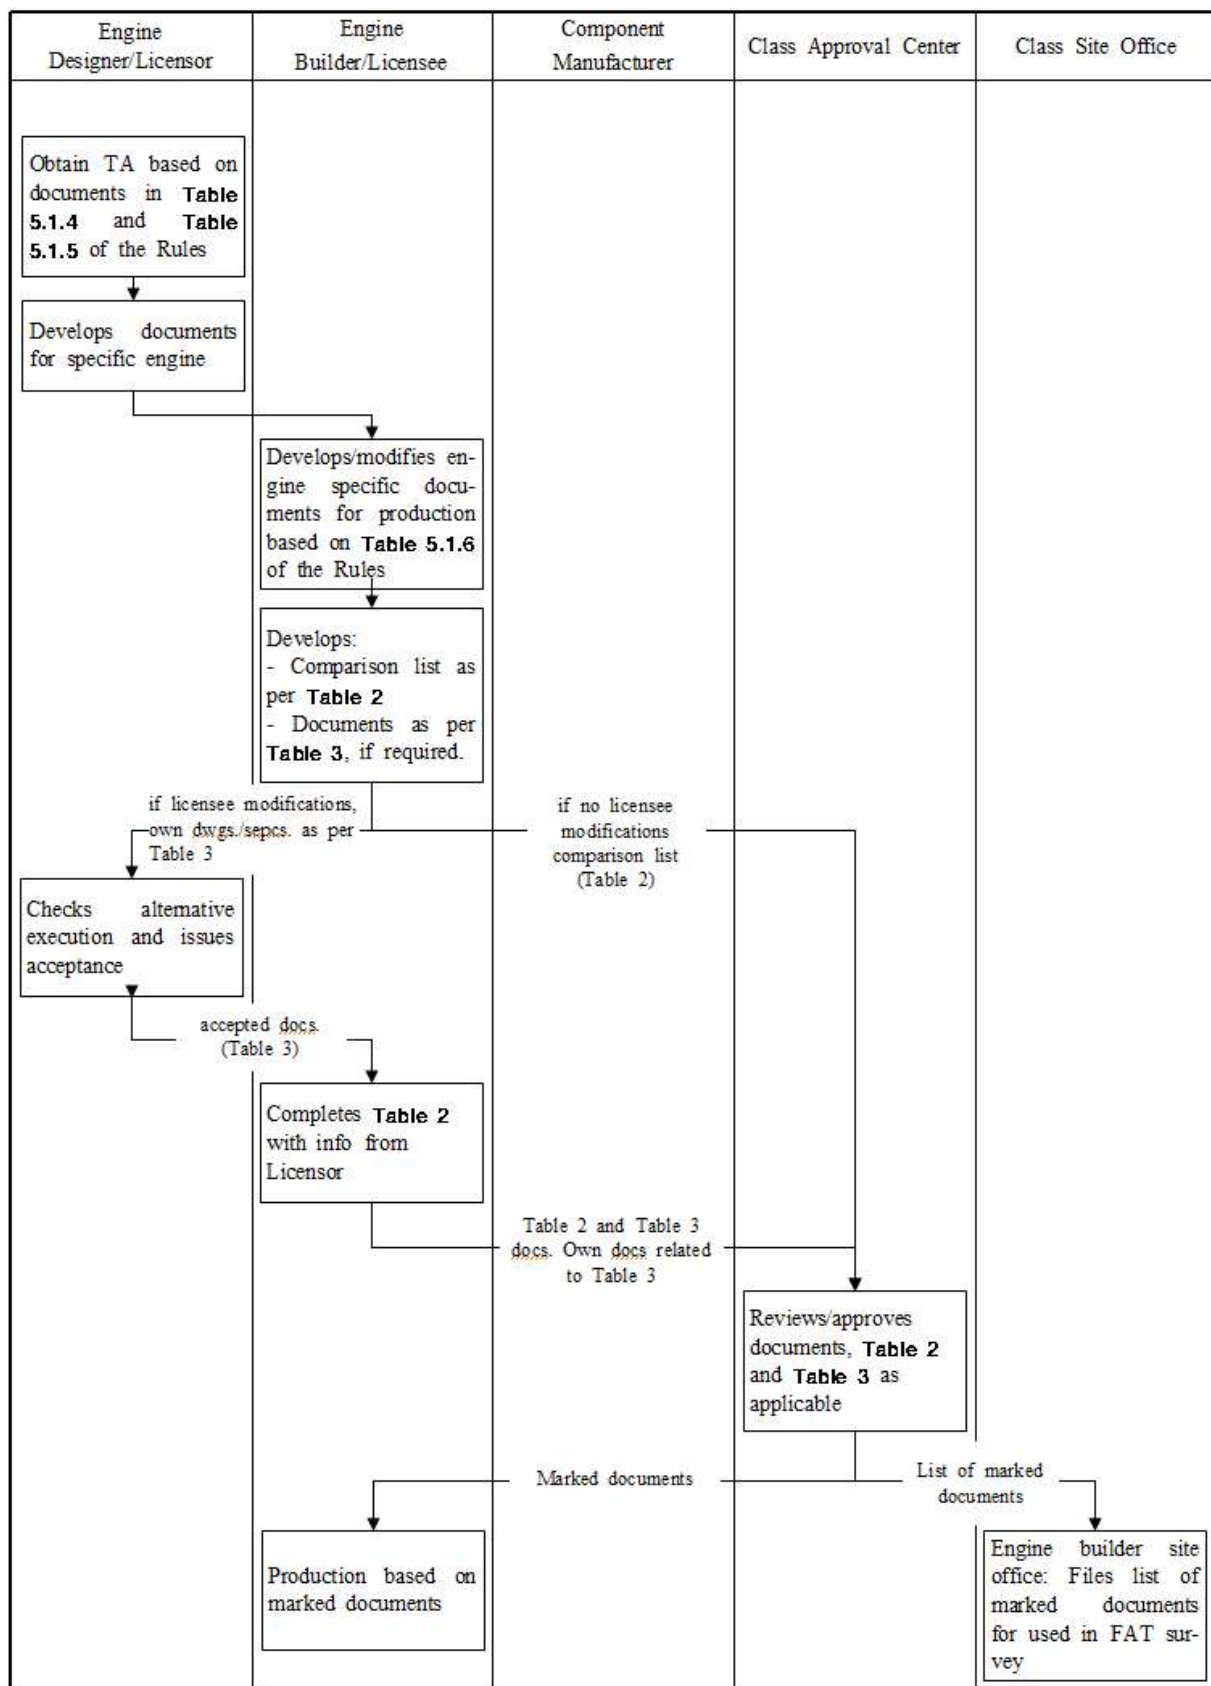 Engine
Designer/Licensor
Engine
Builder/Licensee
Component
Manufacturer
Class Approval Center
Class Site Office
Obtain TA based on
documents in Table
5.1.4 and Table
5.1.5 of the Rules
Develops documents
for specific engine
Develops/modifies en-
gine specific docu-
ments for production
based on Table 5.1.6
of the Rules
Develops:
- Comparison list as
per Table 2
- Documents as per
Table 3, if required.
if licensee modifications,
own dwgs./sepcs. as per
Table 3
if no licensee
modifications
comparison list
(Table 2)
Checks alternative
execution and issues
acceptance
accepted docs.
(Table 3)
Completes Table 2
with info from
Licensor
Table 2 and Table 3
docs. Own docs related
to Table 3
Reviews/approves
documents, Table 2
and Table 3 as
applicable
Marked documents
List of marked
documents
Production based on
marked documents
Engine builder site
office: Files list of
marked documents
for used in FAT sur-
vey